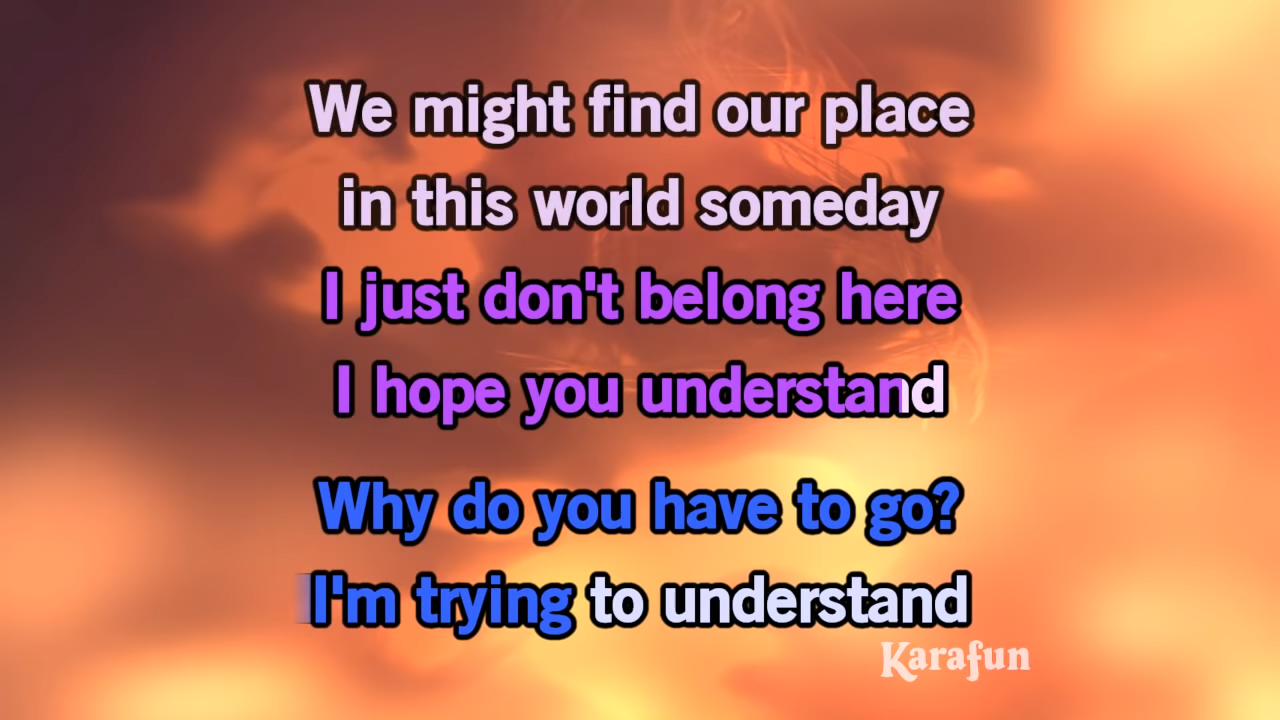 We might find our place
in this world someday
I just don't belong here
I hope you understand
Why do you have to go?
I'm trying to understand
Karafun